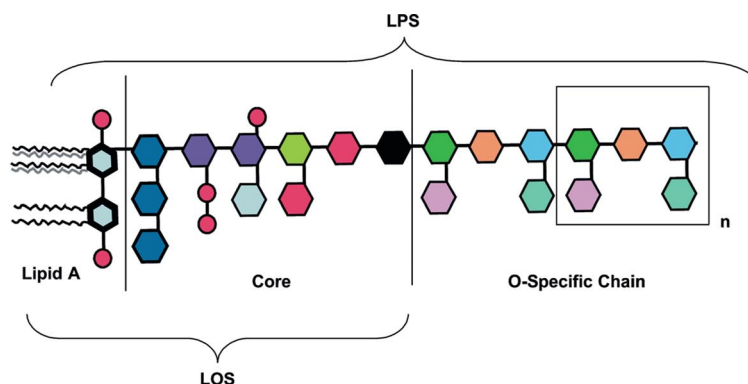 LPS
Lipid A
Core
O-Specific Chain
n
LOS